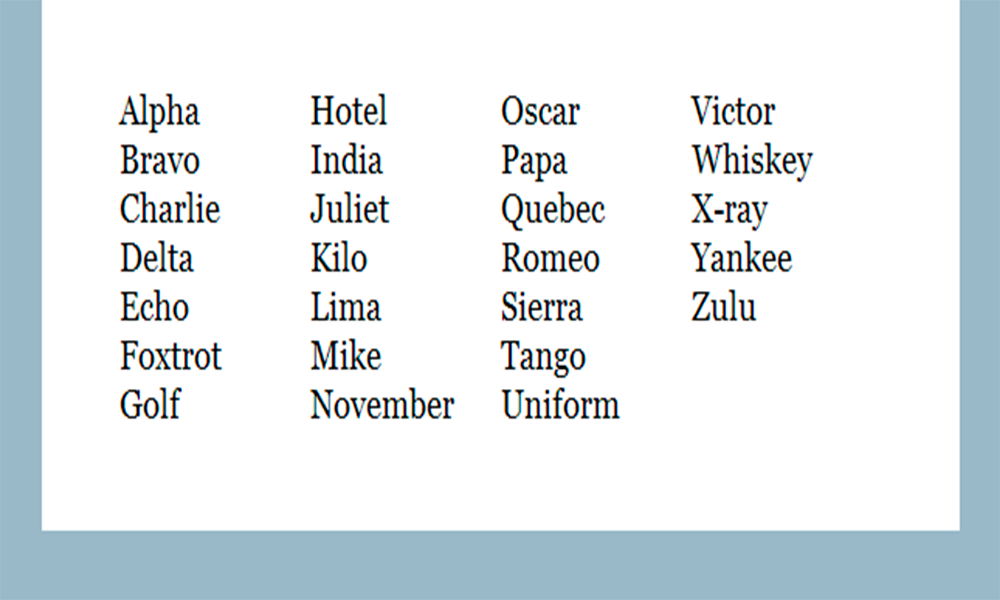 Alpha
Bravo
Charlie
Delta
Echo
Foxtrot
Golf
Hotel
India
Juliet
Kilo
Lima
Mike
November
Oscar
Papa
Quebec
Romeo
Sierra
Tango
Uniform
Victor
Whiskey
X-ray
Yankee
Zulu